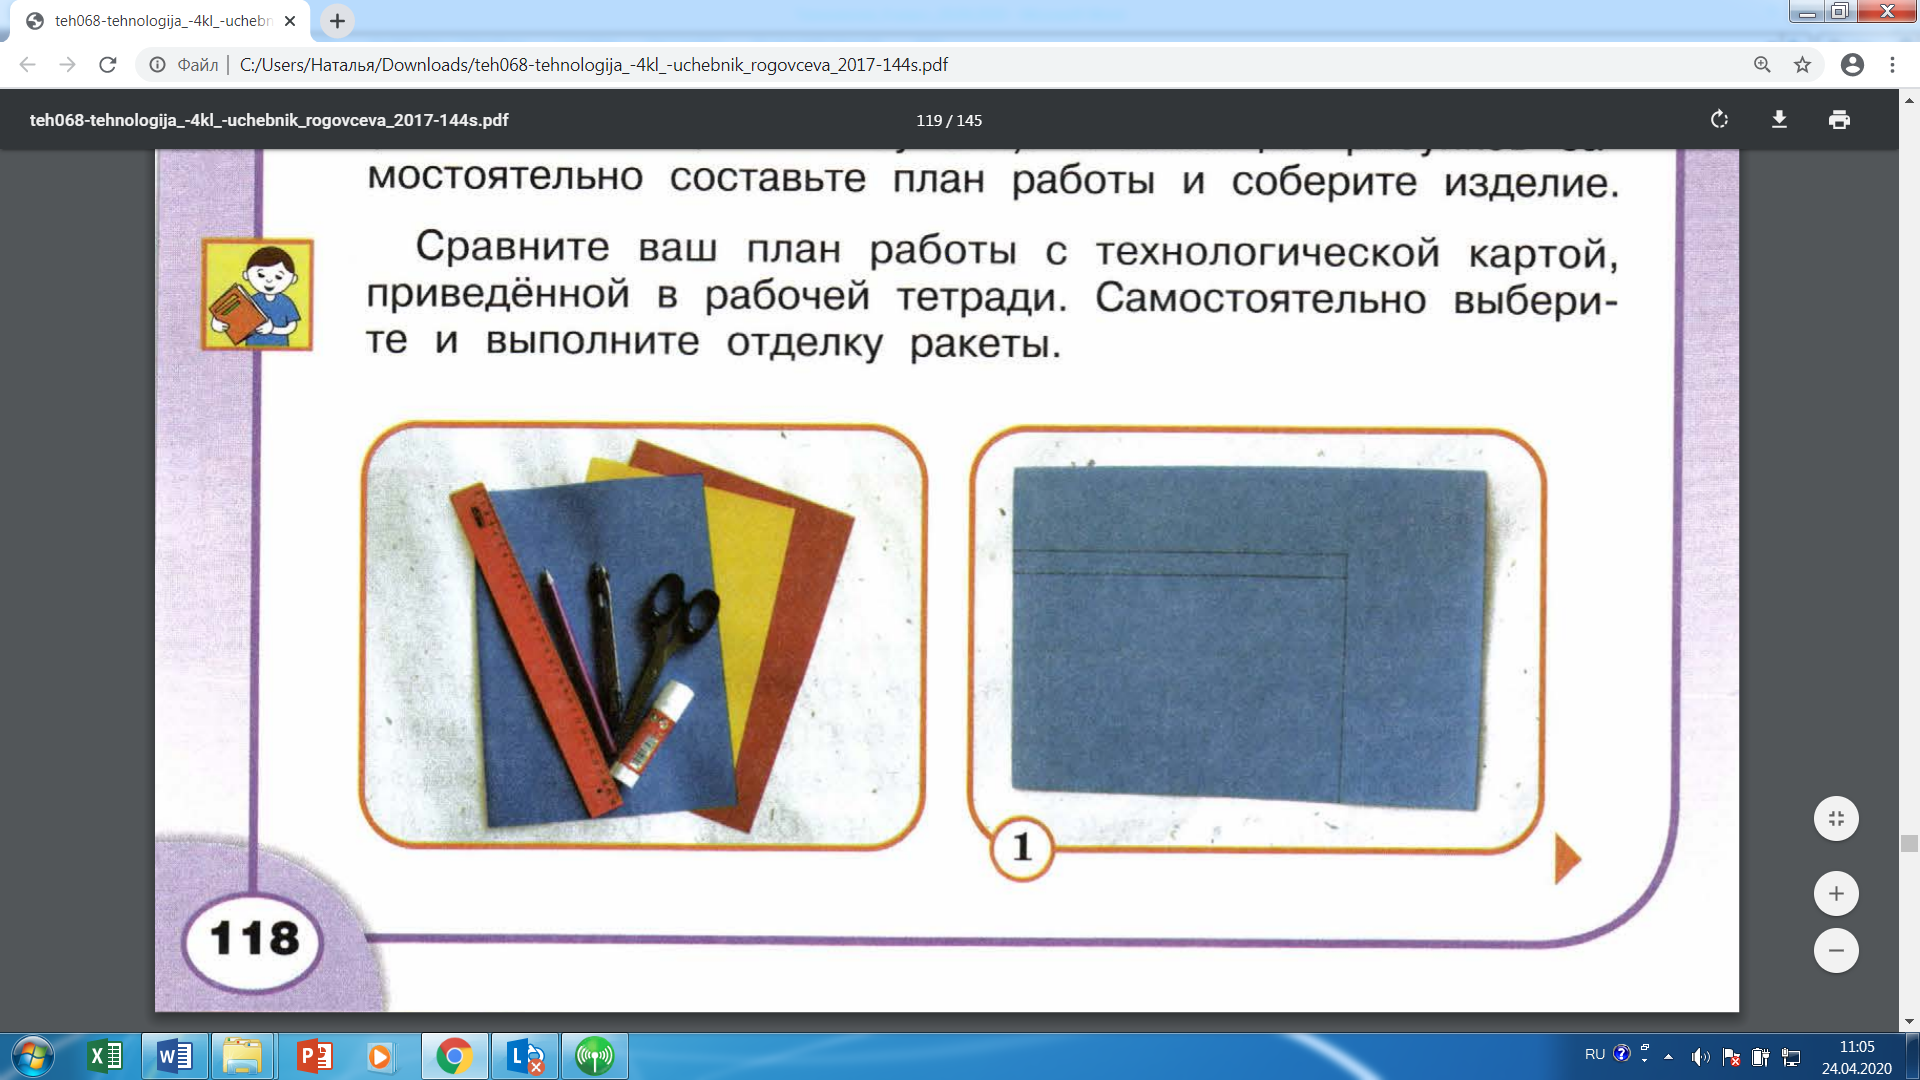 teh068-tehnologija_-4kl_-uchebn
Файл | C:/Users/Наталья/Downloads/teh068-tehnologija_-4kl_-uchebnik_rogovceva_2017-144s.pdf
teh068-tehnologija_-4kl_-uchebnik_rogovceva_2017-144s.pdf
119 / 145
мостоятельно составьте план работы и соберите изделие.
Сравните ваш план работы с технологической картой,
приведённой в рабочей тетради. Самостоятельно выбери-
те и выполните отделку ракеты.
1
118
RU
11:05
24.04.2020